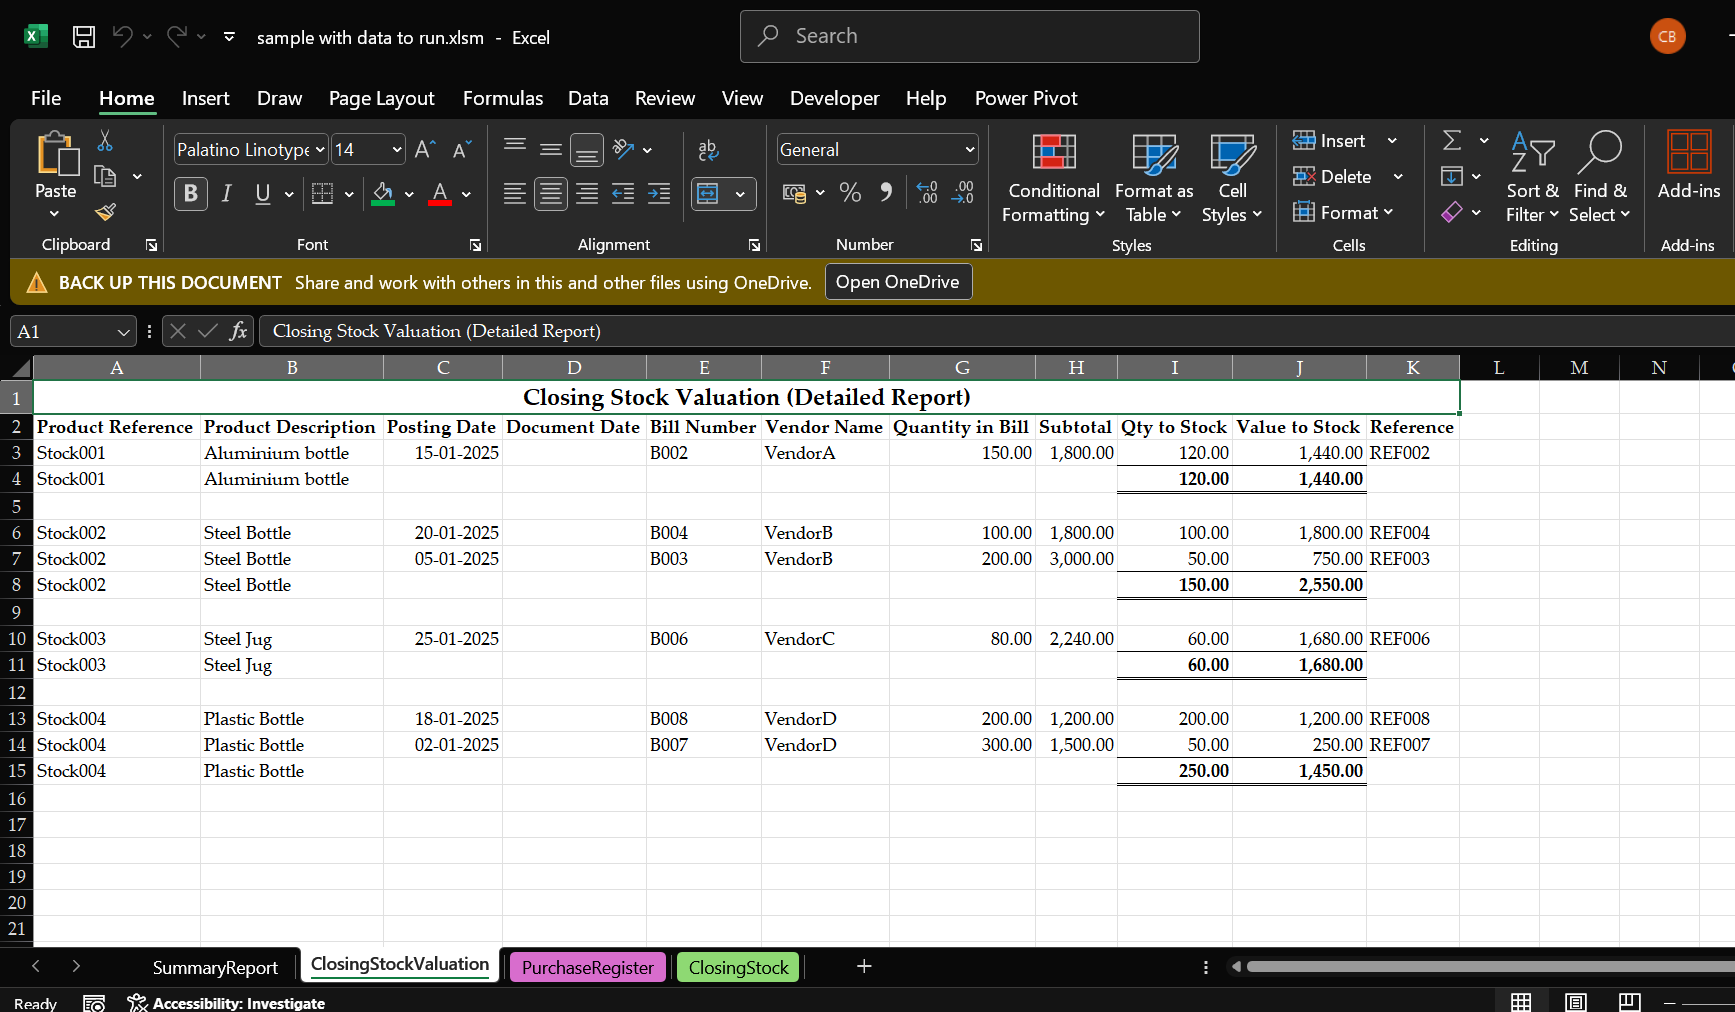 sample with data to run.xlsm - Excel
Search
CB
File Home Insert Draw Page Layout Formulas Data Review View Developer Help Power Pivot
Palatino Linotype 14
General
Insert
Paste
B I U
Delete
Conditional Formatting
Format as Table
Cell Styles
Format
Sort & Filter
Find & Select
Add-ins
Clipboard Font Alignment Number Styles Cells Editing Add-ins
BACK UP THIS DOCUMENT Share and work with others in this and other files using OneDrive. Open OneDrive
A1 fx Closing Stock Valuation (Detailed Report)
A B C D E F G H I J K L M N
1 Closing Stock Valuation (Detailed Report)
2 Product Reference Product Description Posting Date Document Date Bill Number Vendor Name Quantity in Bill Subtotal Qty to Stock Value to Stock Reference
3 Stock001 Aluminium bottle 15-01-2025 B002 VendorA 150.00 1,800.00 120.00 1,440.00 REF002
4 Stock001 Aluminium bottle 120.00 1,440.00
5
6 Stock002 Steel Bottle 20-01-2025 B004 VendorB 100.00 1,800.00 100.00 1,800.00 REF004
7 Stock002 Steel Bottle 05-01-2025 B003 VendorB 200.00 3,000.00 50.00 750.00 REF003
8 Stock002 Steel Bottle 150.00 2,550.00
9
10 Stock003 Steel Jug 25-01-2025 B006 VendorC 80.00 2,240.00 60.00 1,680.00 REF006
11 Stock003 Steel Jug 60.00 1,680.00
12
13 Stock004 Plastic Bottle 18-01-2025 B008 VendorD 200.00 1,200.00 200.00 1,200.00 REF008
14 Stock004 Plastic Bottle 02-01-2025 B007 VendorD 300.00 1,500.00 50.00 250.00 REF007
15 Stock004 Plastic Bottle 250.00 1,450.00
16
17
18
19
20
21
SummaryReport ClosingStockValuation PurchaseRegister ClosingStock
Ready Accessibility: Investigate